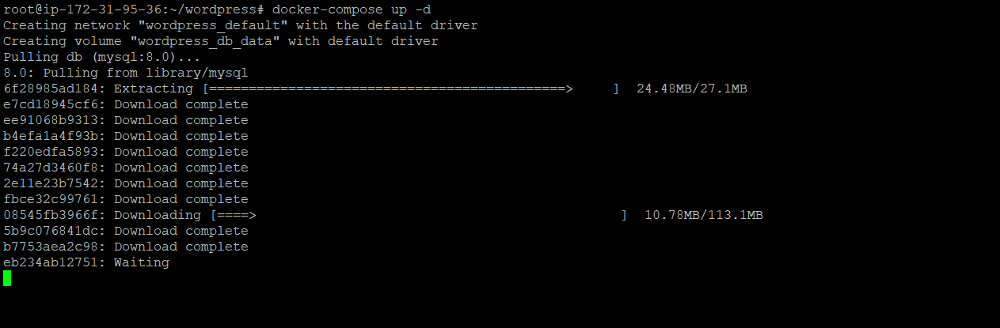 root@ip-172-31-95-36:~/wordpress# docker-compose up -d
Creating network "wordpress_default" with the default driver
Creating volume "wordpress_db_data" with default driver
Pulling db (mysql:8.0)...
8.0: Pulling from library/mysql
6f28985ad184: Extracting [=============================================>     ]  24.48MB/27.1MB
e7cd18945cf6: Download complete
ee91068b9313: Download complete
b4efa1a4f93b: Download complete
f220edfa5893: Download complete
74a27d3460f8: Download complete
2e11e23b7542: Download complete
fbce32c99761: Download complete
08545fb3966f: Downloading [====>                                              ]  10.78MB/113.1MB
5b9c076841dc: Download complete
b7753aea2c98: Download complete
eb234ab12751: Waiting